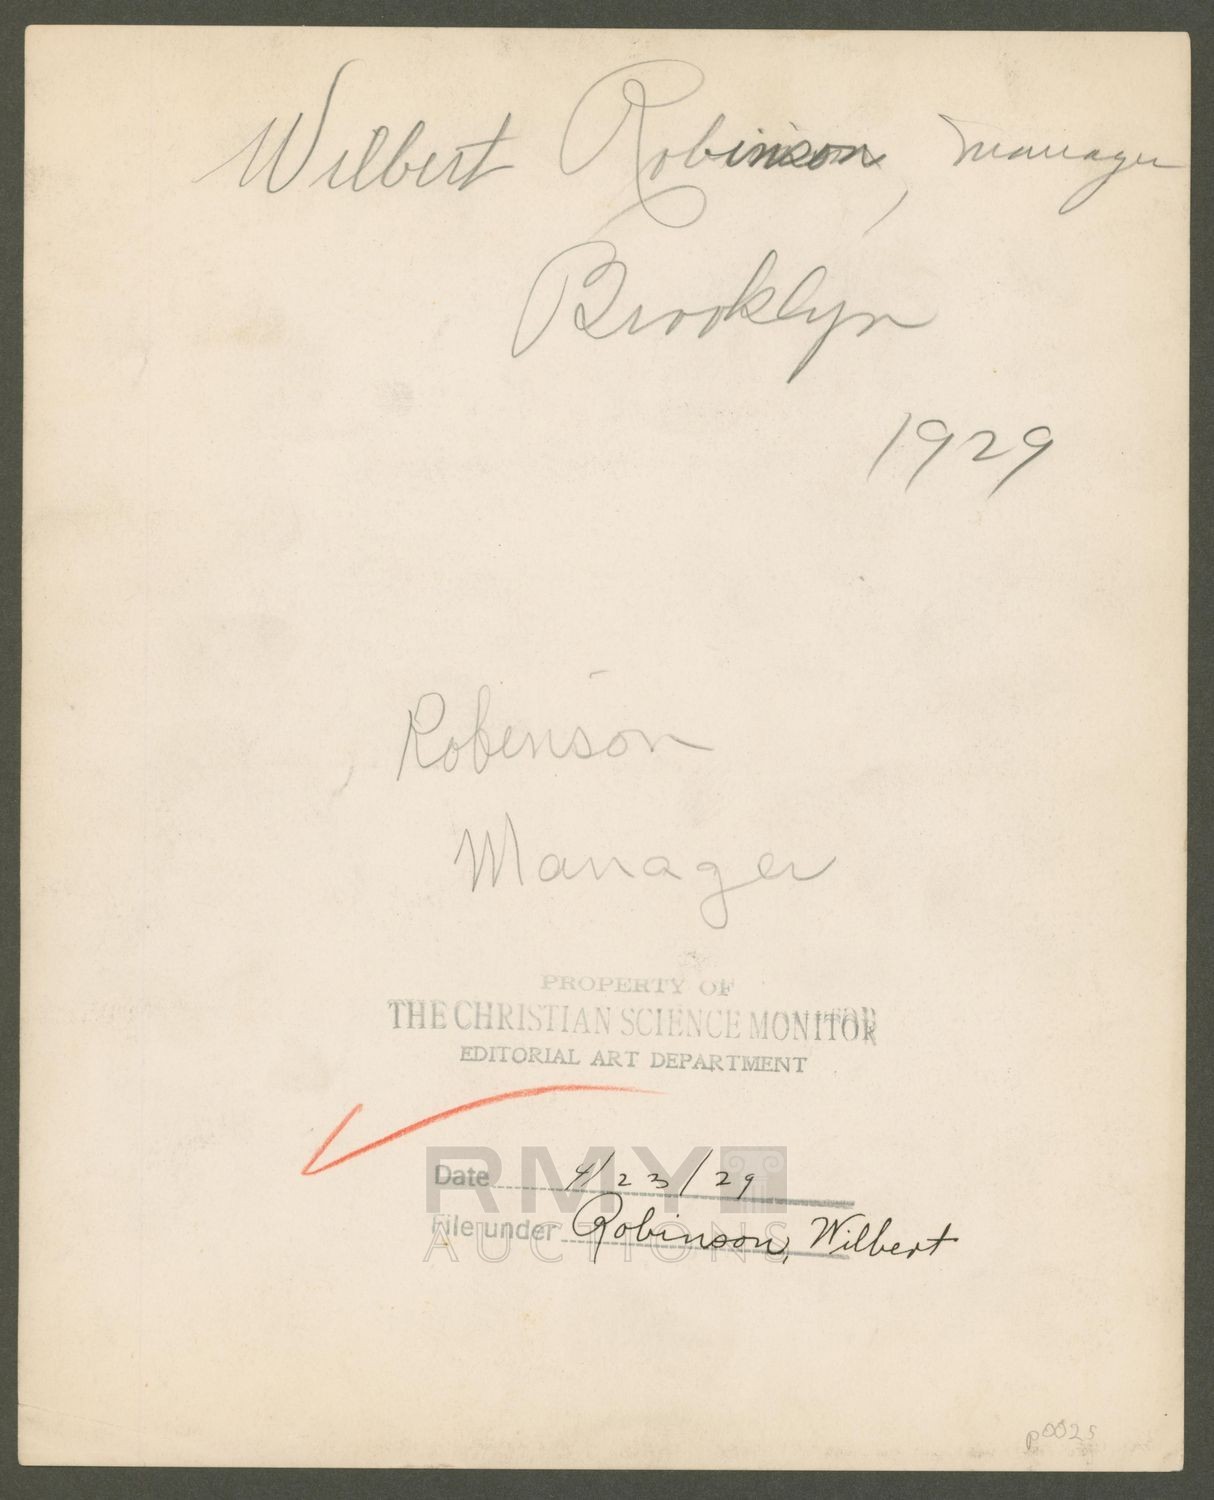 Wilbert Robinson, manager
Brooklyn
1929
Robinson
Manager
PROPERTY OF
THE CHRISTIAN SCIENCE MONITOR
EDITORIAL ART DEPARTMENT
RMY
AUCTIONS
Date 4/23/29
File under Robinson, Wilbert
P0025